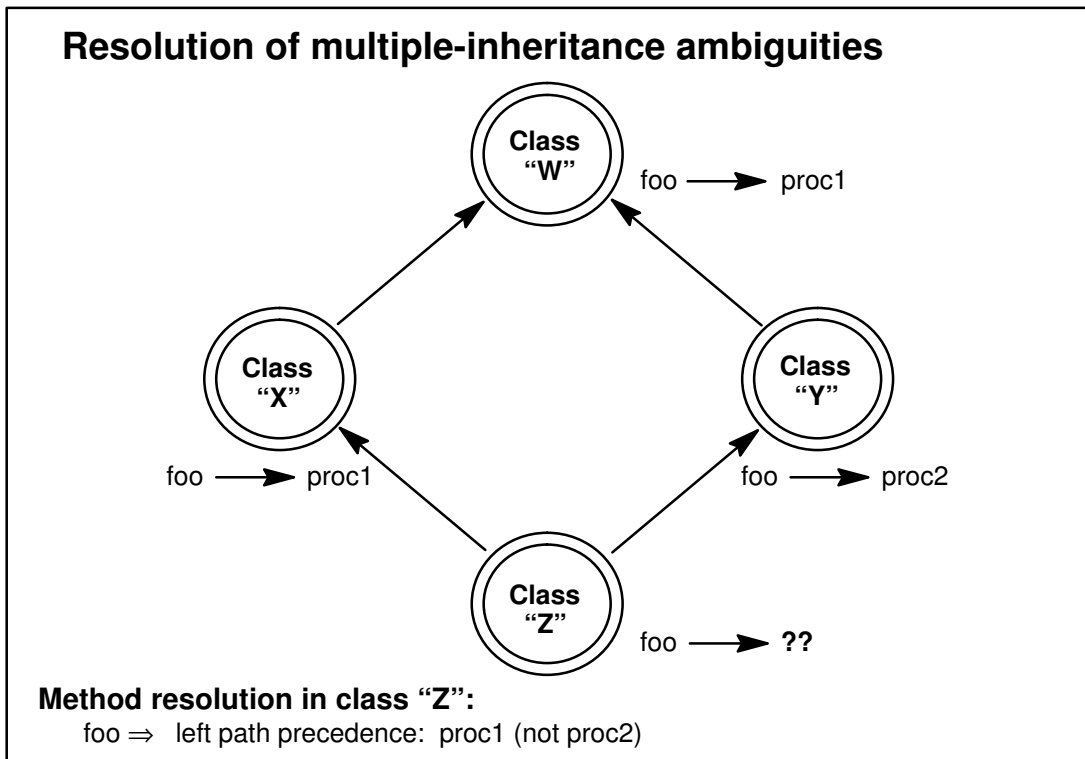 Resolution of multiple-inheritance ambiguities
Class
“W”
foo
proc1
Class
“X”
Class
“Y”
foo
proc1
foo
proc2
Class
“Z”
foo
??
Method resolution in class “Z”:
foo ⇒ left path precedence: proc1 (not proc2)